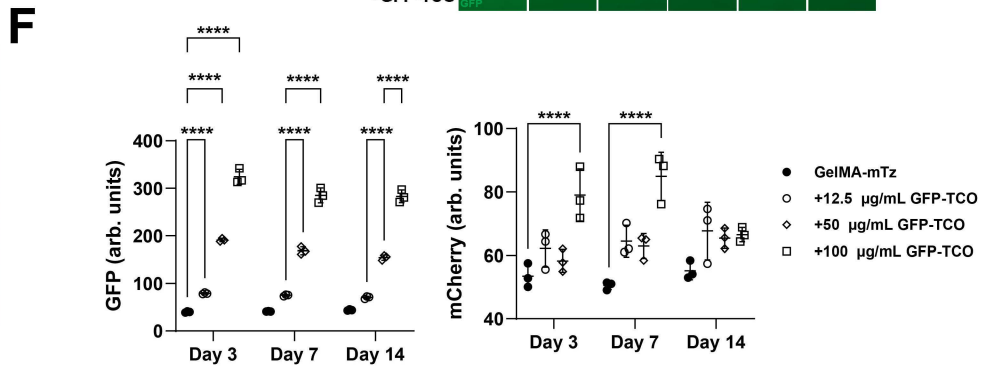 GFP
F
****
**** **** ****
**** **** ****
400
300
200
100
0
GFP (arb. units)
Day 3 Day 7 Day 14
**** ****
100
80
60
40
mCherry (arb. units)
Day 3 Day 7 Day 14
GelMA-mTz
+12.5 µg/mL GFP-TCO
+50 µg/mL GFP-TCO
+100 µg/mL GFP-TCO